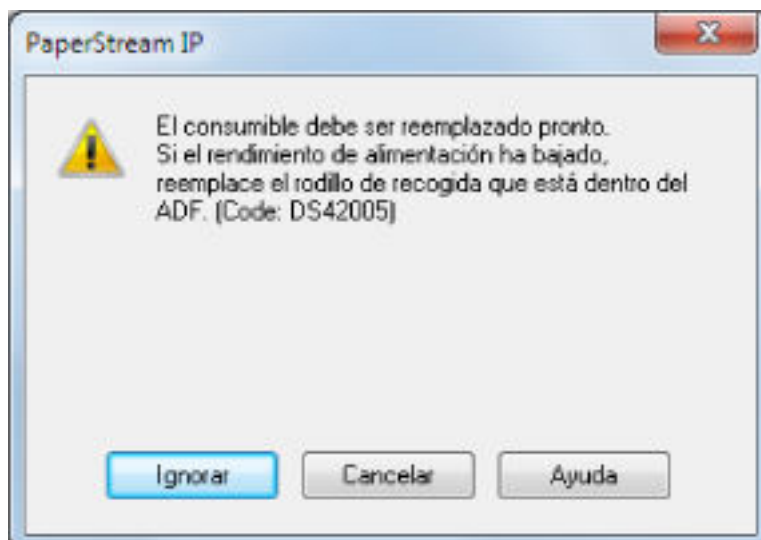 PaperStream IP
El consumible debe ser reemplazado pronto.
Si el rendimiento de alimentación ha bajado,
reemplace el rodillo de recogida que está dentro del
ADF. (Code: DS42005)
Ignorar Cancelar Ayuda